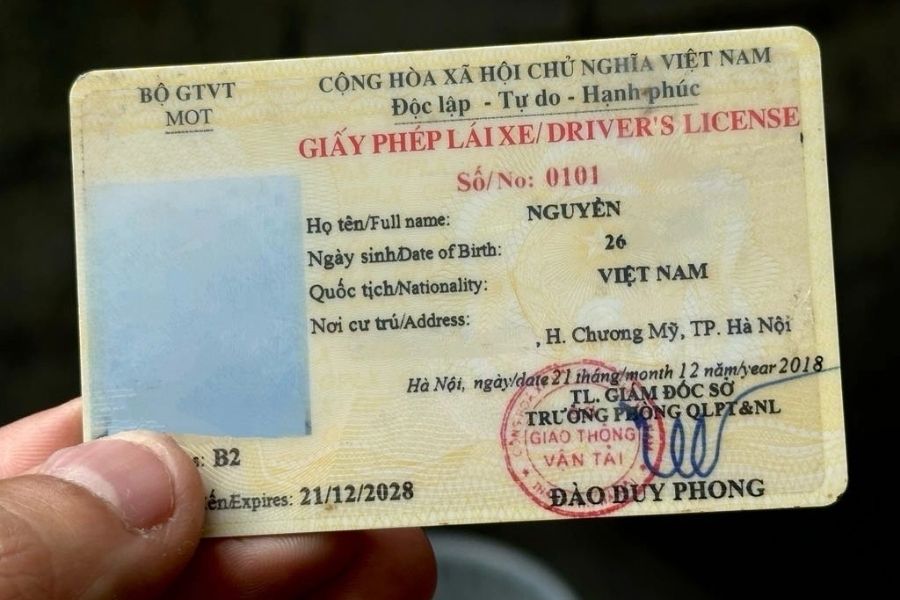 BỘ GTVT
MOT
CỘNG HÒA XÃ HỘI CHỦ NGHĨA VIỆT NAM
Độc lập - Tự do - Hạnh phúc
GIẤY PHÉP LÁI XE/ DRIVER'S LICENSE
Số/No: 0101
Họ tên/Full name: NGUYỄN
Ngày sinh/Date of Birth: 26
Quốc tịch/Nationality: VIỆT NAM
Nơi cư trú/Address:
, H. Chương Mỹ, TP. Hà Nội
Hà Nội, ngày/date 21 tháng/month 12 năm/year 2018
TL. GIÁM ĐỐC SỞ
TRƯỞNG PHÒNG QLPT&NL
GIAO THÔNG
VẬN TẢI
ĐÀO DUY PHONG
B2
Expires: 21/12/2028